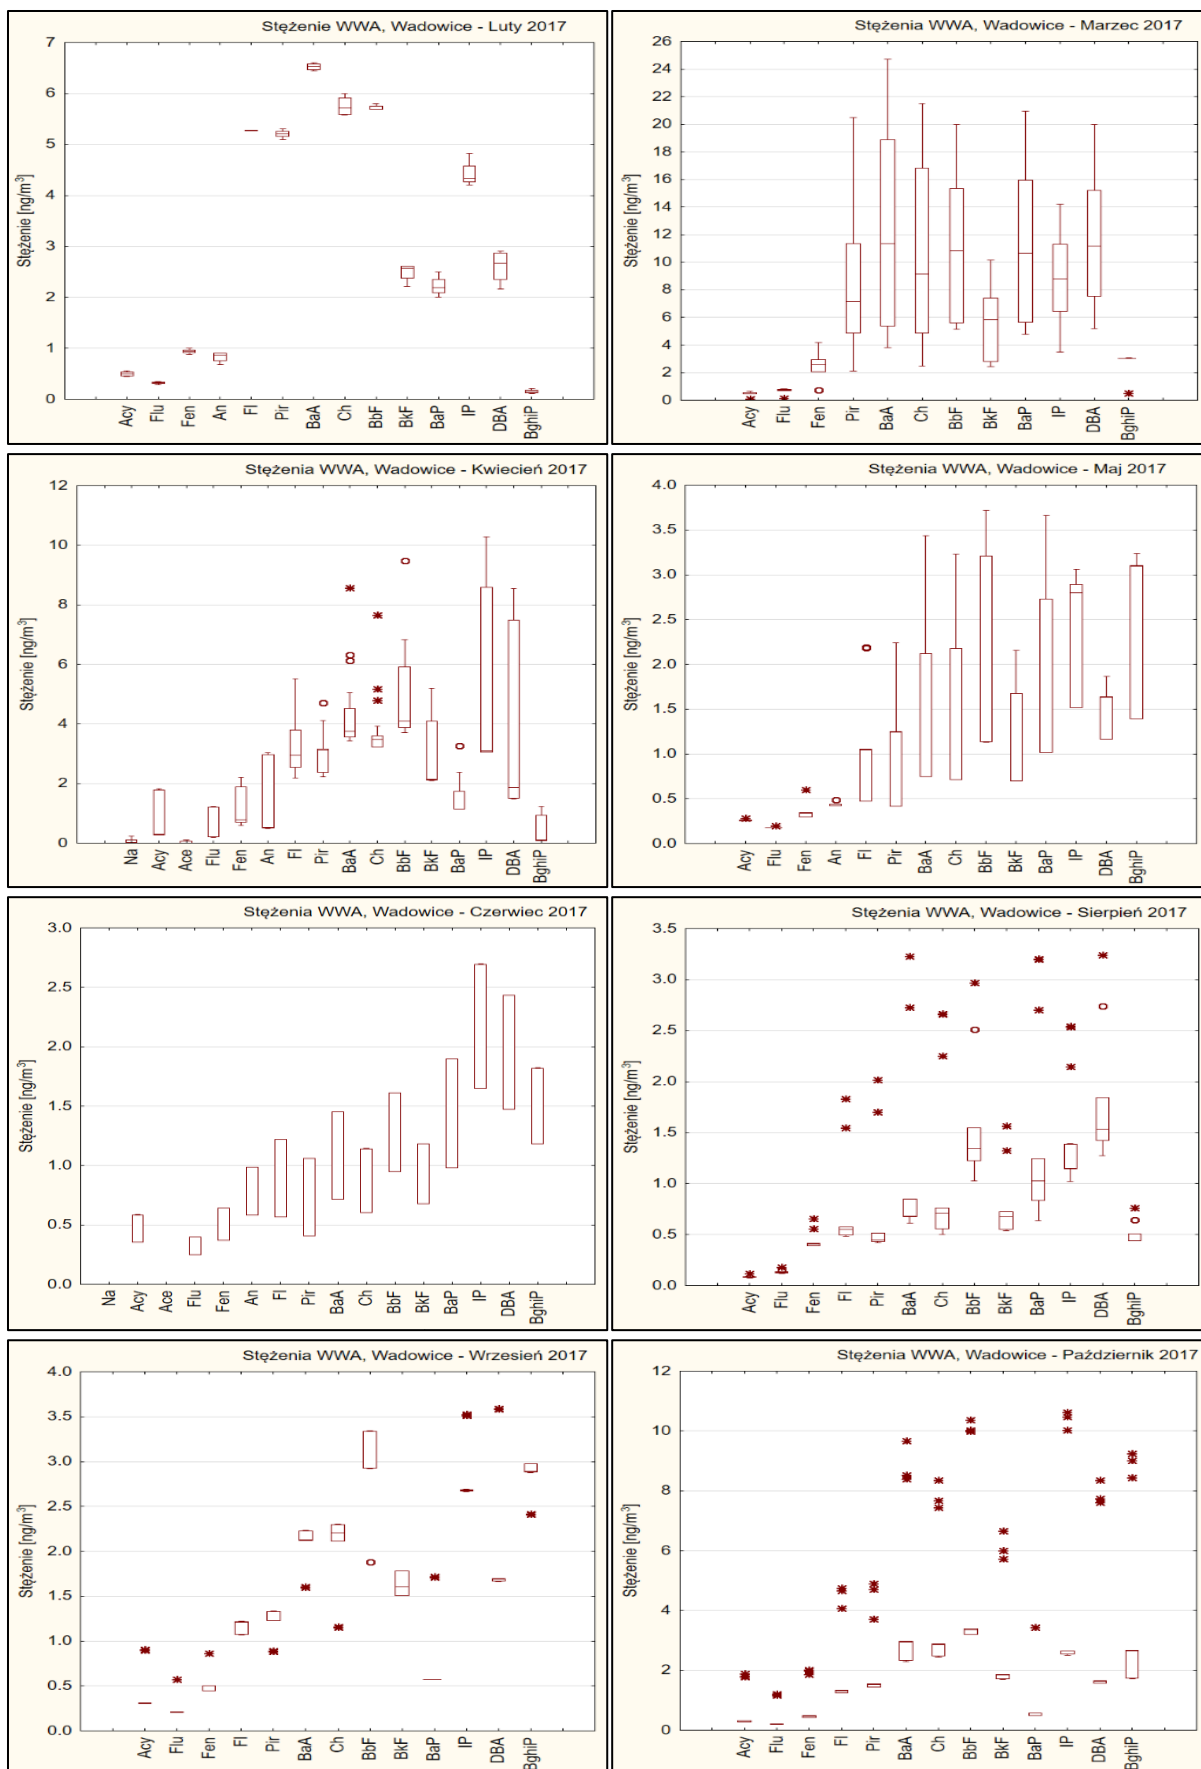 Stężenie WWA, Wadowice - Luty 2017
7
6
5
4
3
2
1
0
Stężenie [ng/m³]
Acy Flu Fen An Fl Pir BaA Ch BbF BkF BaP IP DBA BghiP
Stężenia WWA, Wadowice - Marzec 2017
26
24
22
20
18
16
14
12
10
8
6
4
2
0
Stężenie [ng/m³]
Acy Flu Fen Pir BaA Ch BbF BkF BaP IP DBA BghiP
Stężenia WWA, Wadowice - Kwiecień 2017
12
10
8
6
4
2
0
Stężenie [ng/m³]
Na Acy Ace Flu Fen An Fl Pir BaA Ch BbF BkF BaP IP DBA BghiP
Stężenia WWA, Wadowice - Maj 2017
4.0
3.5
3.0
2.5
2.0
1.5
1.0
0.5
0.0
Stężenie [ng/m³]
Acy Flu Fen An Fl Pir BaA Ch BbF BkF BaP IP DBA BghiP
Stężenia WWA, Wadowice - Czerwiec 2017
3.0
2.5
2.0
1.5
1.0
0.5
0.0
Stężenie [ng/m³]
Na Acy Ace Flu Fen An Fl Pir BaA Ch BbF BkF BaP IP DBA BghiP
Stężenia WWA, Wadowice - Sierpień 2017
3.5
3.0
2.5
2.0
1.5
1.0
0.5
0.0
Stężenie [ng/m³]
Acy Flu Fen Fl Pir BaA Ch BbF BkF BaP IP DBA BghiP
Stężenia WWA, Wadowice - Wrzesień 2017
4.0
3.5
3.0
2.5
2.0
1.5
1.0
0.5
0.0
Stężenie [ng/m³]
Acy Flu Fen Fl Pir BaA Ch BbF BkF BaP IP DBA BghiP
Stężenia WWA, Wadowice - Październik 2017
12
10
8
6
4
2
0
Stężenie [ng/m³]
Acy Flu Fen Fl Pir BaA Ch BbF BkF BaP IP DBA BghiP